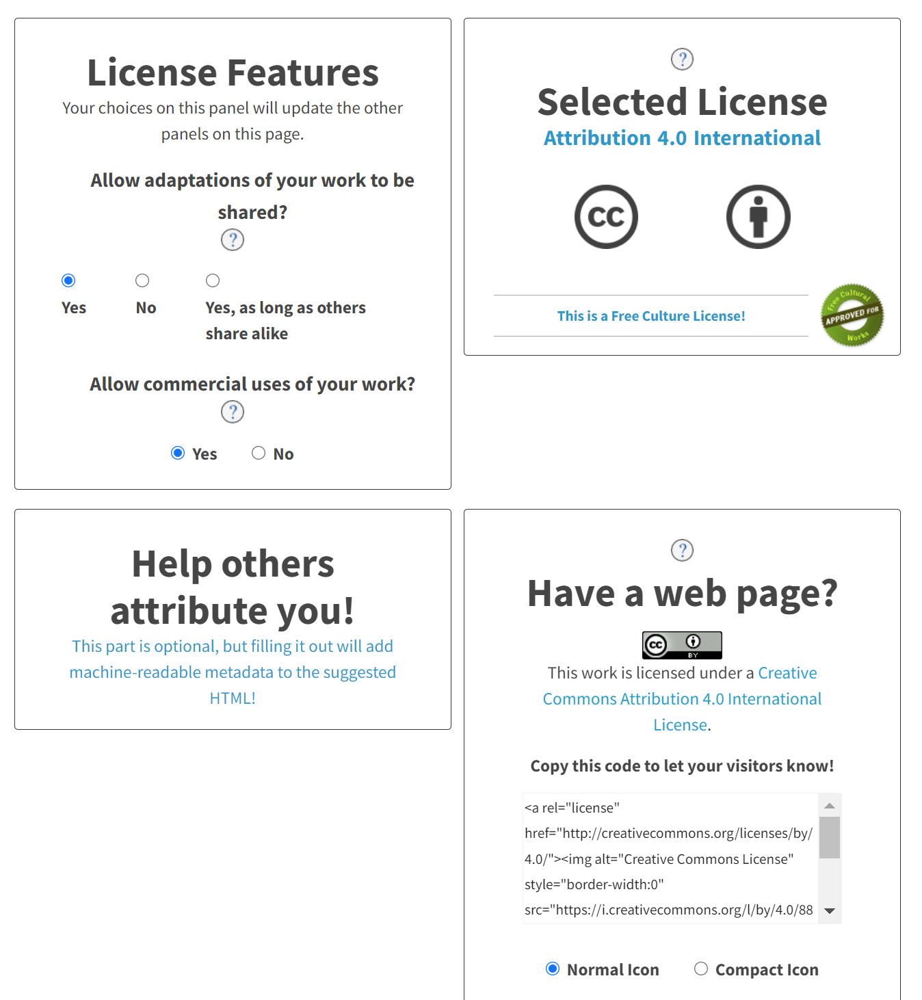 License Features
Your choices on this panel will update the other
panels on this page.
Allow adaptations of your work to be
shared?
?
Yes
No
Yes, as long as others
share alike
Allow commercial uses of your work?
?
Yes
No
?
Selected License
Attribution 4.0 International
cc
This is a Free Culture License!
Free Cultural
APPROVED FOR
Works
Help others
attribute you!
This part is optional, but filling it out will add
machine-readable metadata to the suggested
HTML!
?
Have a web page?
cc
BY
This work is licensed under a Creative
Commons Attribution 4.0 International
License.
Copy this code to let your visitors know!
<a rel="license"
href="http://creativecommons.org/licenses/by/
4.0/"><img alt="Creative Commons License"
style="border-width:0"
src="https://i.creativecommons.org/l/by/4.0/88
Normal Icon
Compact Icon